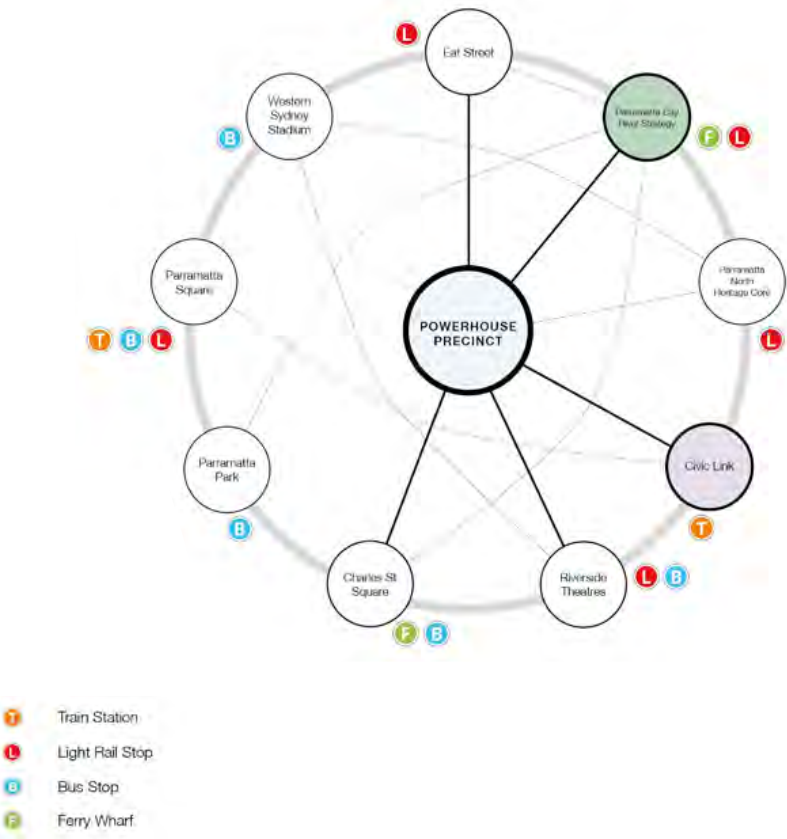 L
Eat Street
Western
Sydney
Stadium
B
Parramatta City
River Strategy
F L
Parramatta
Square
T B L
POWERHOUSE
PRECINCT
Parramatta
North
Heritage Core
L
Parramatta
Park
B
Civic Link
T
Charles St
Square
F B
Riverside
Theatres
L B
T Train Station
L Light Rail Stop
B Bus Stop
F Ferry Wharf